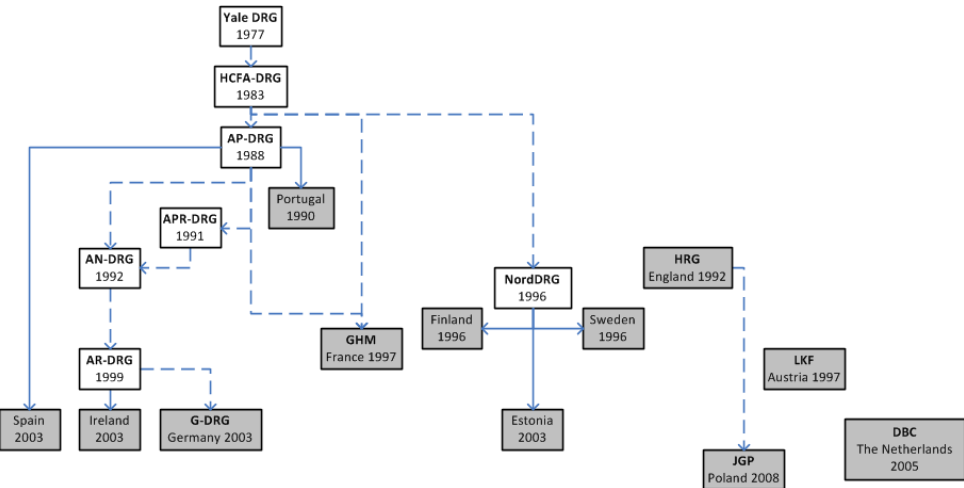 Yale DRG
1977
HCFA-DRG
1983
AP-DRG
1988
Portugal
1990
APR-DRG
1991
AN-DRG
1992
HRG
England 1992
NordDRG
1996
Finland
1996
Sweden
1996
GHM
France 1997
AR-DRG
1999
LKF
Austria 1997
Spain
2003
Ireland
2003
G-DRG
Germany 2003
Estonia
2003
DBC
The Netherlands
2005
JGP
Poland 2008